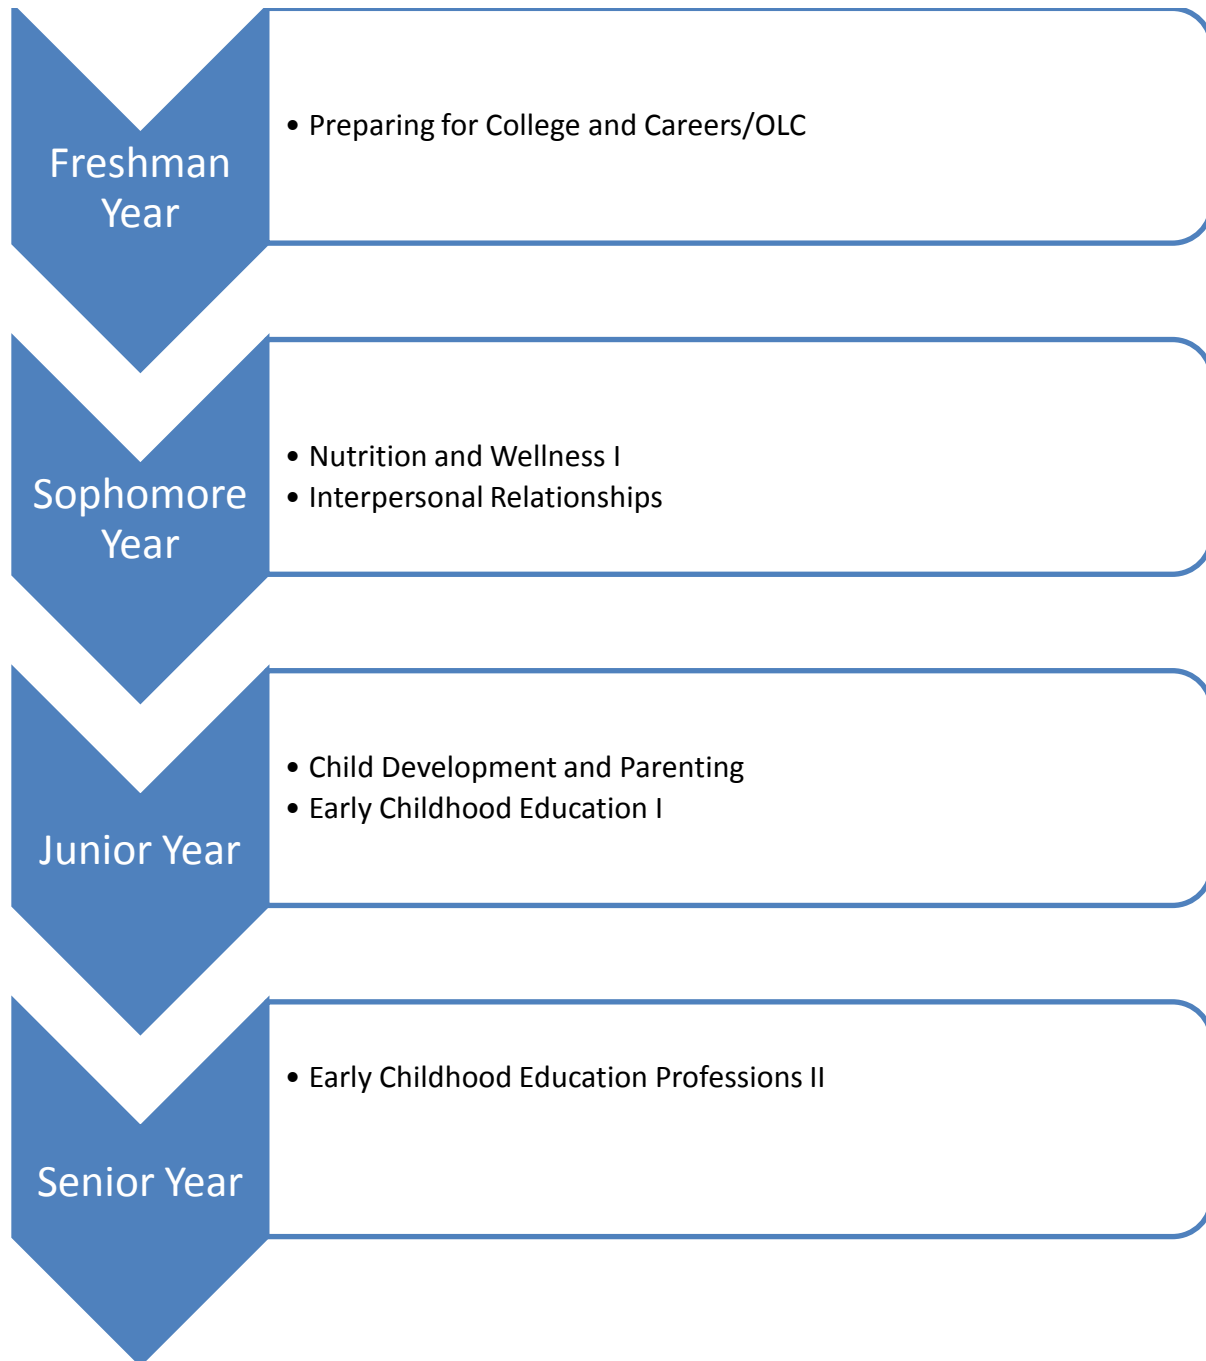 Freshman
Year
• Preparing for College and Careers/OLC
Sophomore
Year
• Nutrition and Wellness I
• Interpersonal Relationships
Junior Year
• Child Development and Parenting
• Early Childhood Education I
Senior Year
• Early Childhood Education Professions II